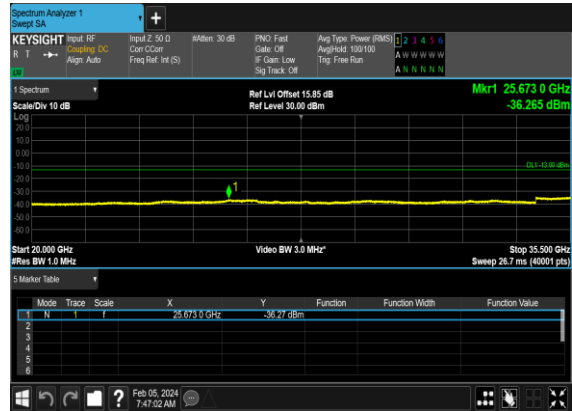 Spectrum Analyzer 1
Swept SA
+
KEYSIGHT Input: RF Input Z: 50 Ω #Atten: 30 dB PNO: Fast Avg Type: Power (RMS) 1 2 3 4 5 6
R T Coupling: DC Corr CCorr Gate: Off Avg|Hold: 100/100 A W W W W W
Align: Auto Freq Ref: Int (S) IF Gain: Low Trig: Free Run
Sig Track: Off A N N N N N
1 Spectrum Ref Lvl Offset 15.85 dB Mkr1 25.673 0 GHz
Scale/Div 10 dB Ref Level 30.00 dBm -36.265 dBm
Log
20.0
10.0
0.00
-10.0 DL1 -13.00 dBm
-20.0
-30.0 1
-40.0
-50.0
-60.0
Start 20.000 GHz Video BW 3.0 MHz* Stop 35.500 GHz
#Res BW 1.0 MHz Sweep 26.7 ms (40001 pts)
5 Marker Table
Mode Trace Scale X Y Function Function Width Function Value
1 N 1 f 25.673 0 GHz -36.27 dBm
2
3
4
5
6
? Feb 05, 2024
7:47:02 AM